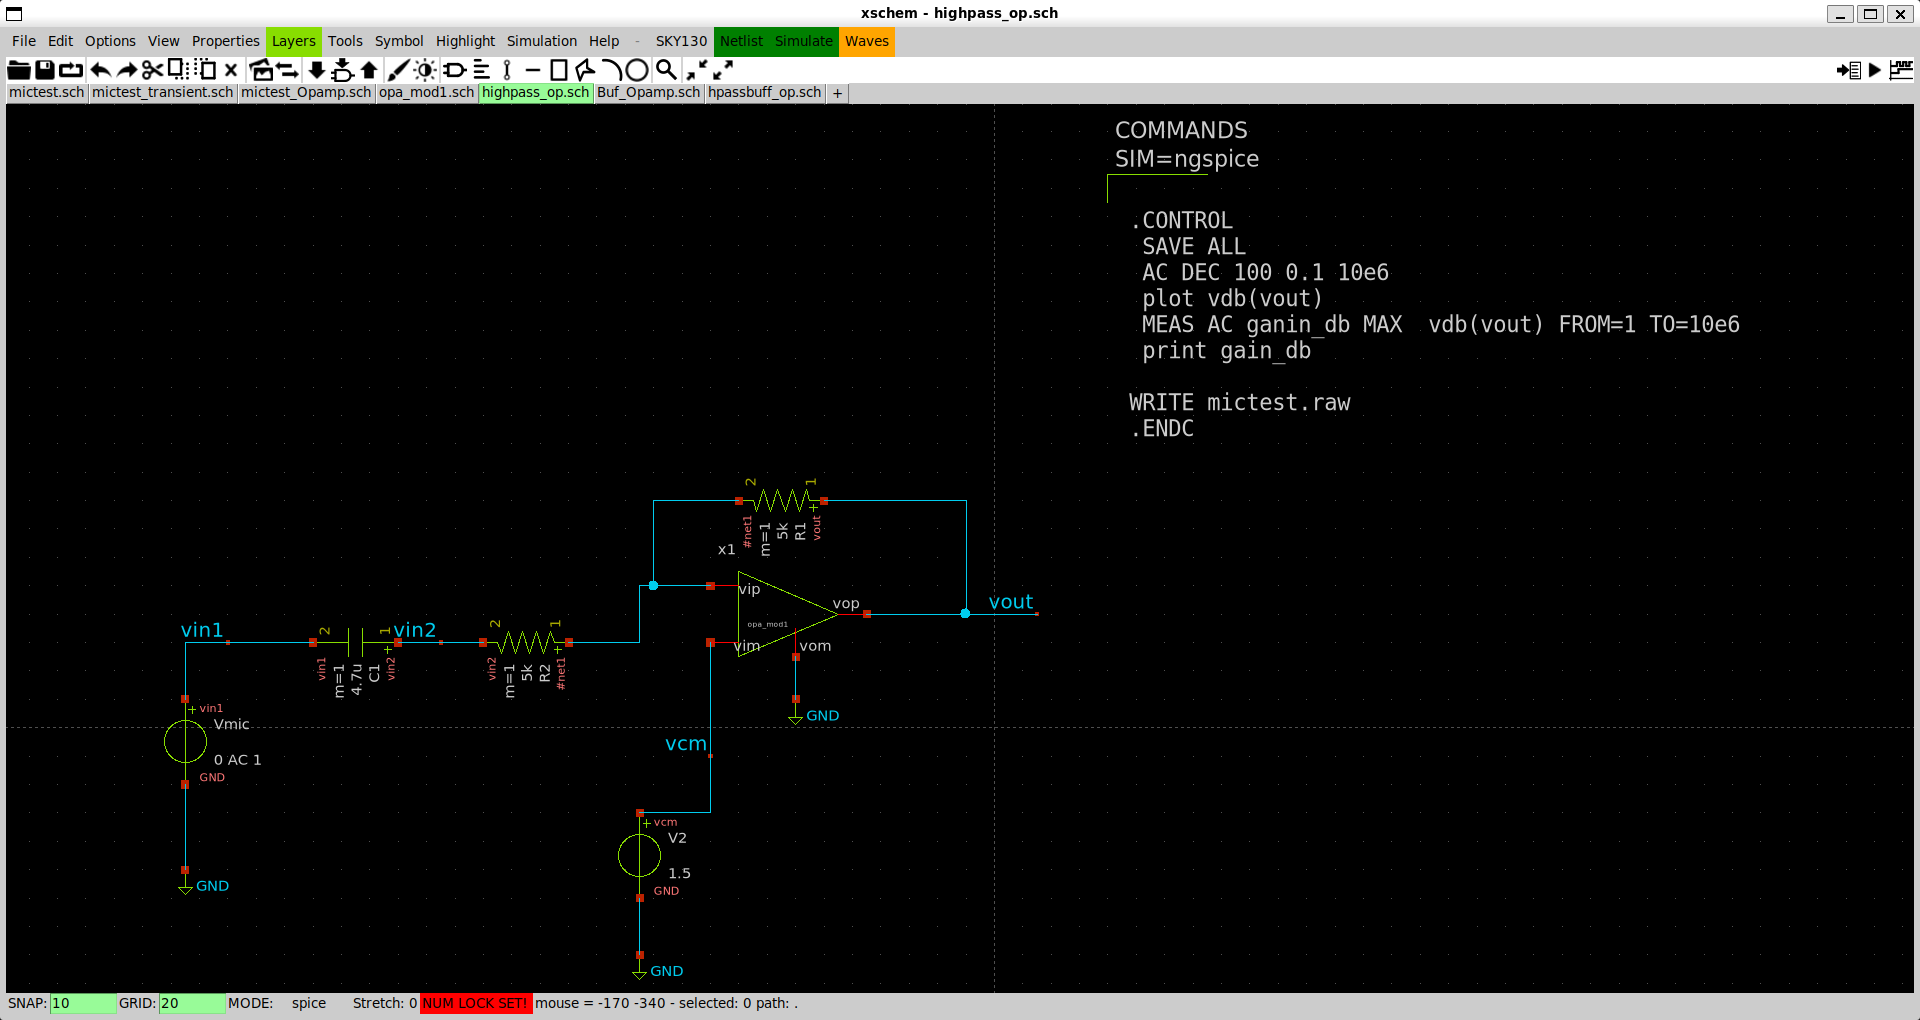 xschem - highpass_op.sch
File Edit Options View Properties Layers Tools Symbol Highlight Simulation Help - SKY130 Netlist Simulate Waves
mictest.sch mictest_transient.sch mictest_Opamp.sch opa_mod1.sch highpass_op.sch Buf_Opamp.sch hpassbuff_op.sch +
COMMANDS
SIM=ngspice
.CONTROL
SAVE ALL
AC DEC 100 0.1 10e6
plot vdb(vout)
MEAS AC ganin_db MAX  vdb(vout) FROM=1 TO=10e6
print gain_db
WRITE mictest.raw
.ENDC
2 1
#net1 m=1 5k R1 + vout
x1
vip
vop
vout
opa_mod1
vim
vom
GND
vin1
2 1
vin2
vin1 m=1 4.7u C1 + vin2
2 1
vin2 m=1 5k R2 + #net1
+ vin1
Vmic
0 AC 1
GND
GND
vcm
+ vcm
V2
1.5
GND
GND
SNAP: 10 GRID: 20 MODE: spice Stretch: 0 NUM LOCK SET! mouse = -170 -340 - selected: 0 path: .